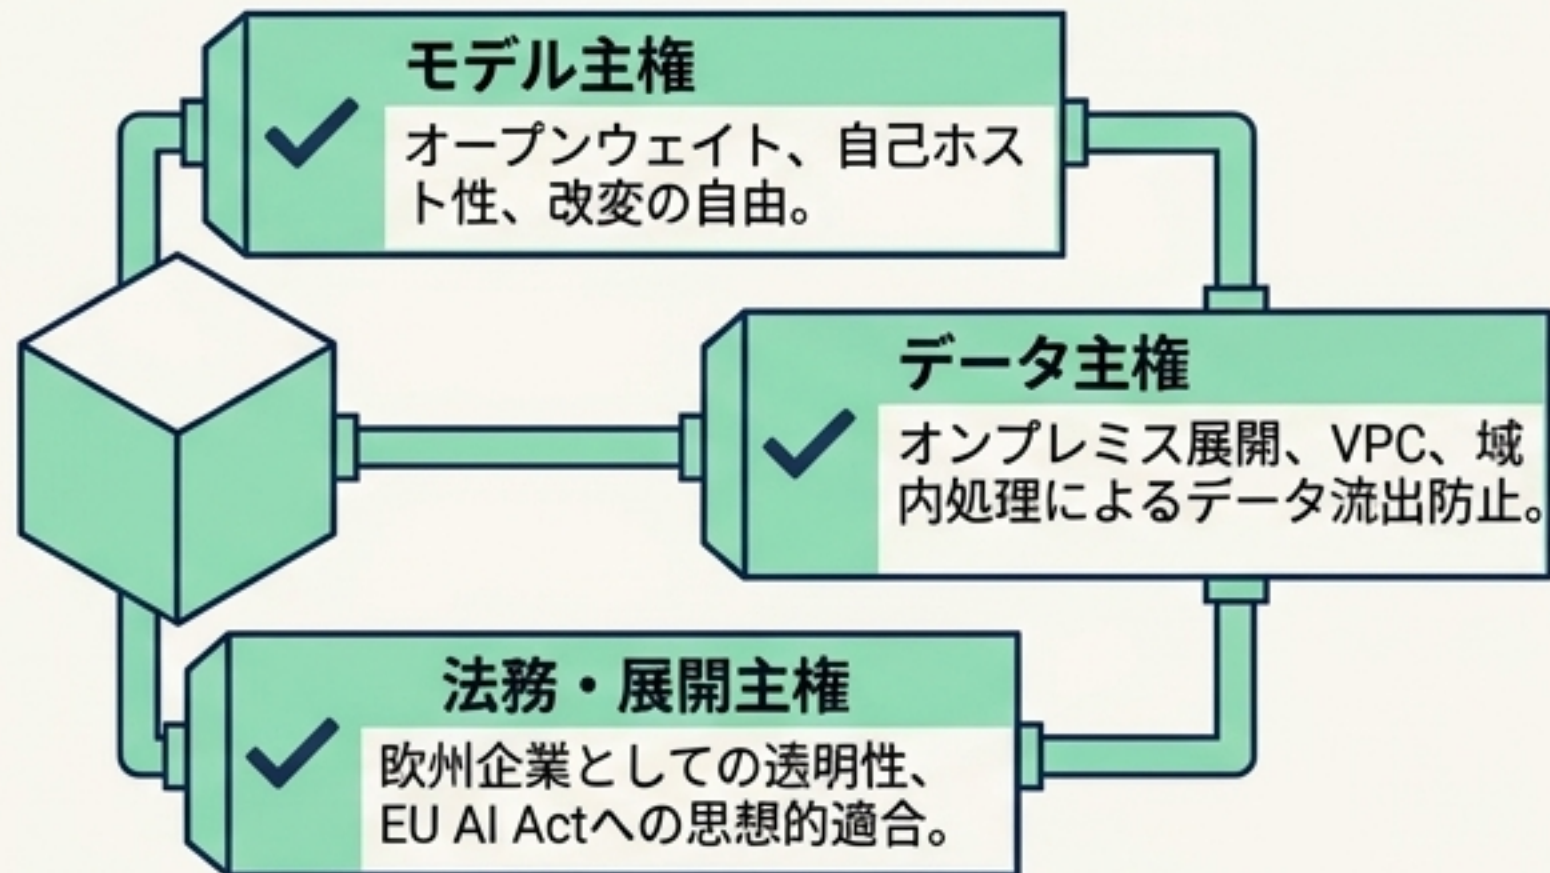 モデル主権
オープンウェイト、自己ホス
ト性、改変の自由。
データ主権
オンプレミス展開、VPC、域
内処理によるデータ流出防止。
法務・展開主権
欧州企業としての透明性、
EU AI Actへの思想的適合。